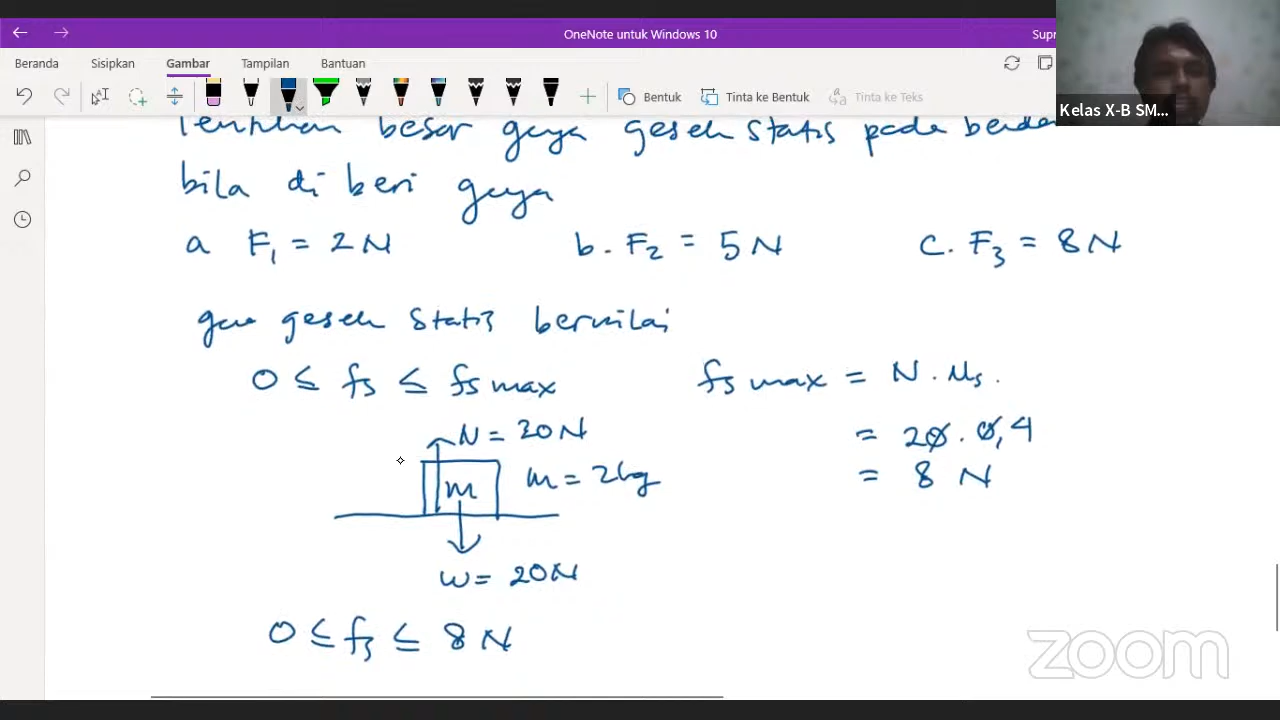 OneNote untuk Windows 10
Supr
Beranda Sisipkan Gambar Tampilan Bantuan
Bentuk Tinta ke Bentuk Tinta ke Teks
Kelas X-B SM...
besar gaya gesek statis pada benda
bila di beri gaya
a F₁ = 2 N b. F₂ = 5 N c. F₃ = 8 N
gesek statis bernilai
0 ≤ fs ≤ fs max fs max = N . μs.
N = 20 N = 20 . 0,4
m m = 2 kg = 8 N
w = 20 N
0 ≤ fs ≤ 8 N
zoom